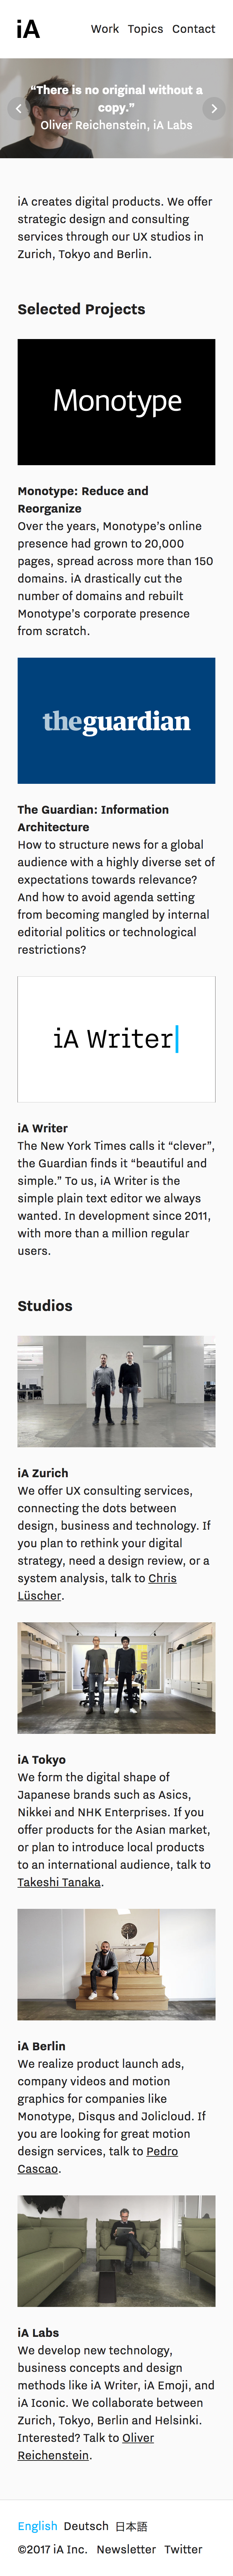 iA
Work Topics Contact
“There is no original without a
copy.”
Oliver Reichenstein, iA Labs
iA creates digital products. We offer
strategic design and consulting
services through our UX studios in
Zurich, Tokyo and Berlin.
Selected Projects
Monotype
Monotype: Reduce and
Reorganize
Over the years, Monotype’s online
presence had grown to 20,000
pages, spread across more than 150
domains. iA drastically cut the
number of domains and rebuilt
Monotype’s corporate presence
from scratch.
theguardian
The Guardian: Information
Architecture
How to structure news for a global
audience with a highly diverse set of
expectations towards relevance?
And how to avoid agenda setting
from becoming mangled by internal
editorial politics or technological
restrictions?
iA Writer
iA Writer
The New York Times calls it “clever”,
the Guardian finds it “beautiful and
simple.” To us, iA Writer is the
simple plain text editor we always
wanted. In development since 2011,
with more than a million regular
users.
Studios
iA Zurich
We offer UX consulting services,
connecting the dots between
design, business and technology. If
you plan to rethink your digital
strategy, need a design review, or a
system analysis, talk to Chris
Lüscher.
iA Tokyo
We form the digital shape of
Japanese brands such as Asics,
Nikkei and NHK Enterprises. If you
offer products for the Asian market,
or plan to introduce local products
to an international audience, talk to
Takeshi Tanaka.
iA Berlin
We realize product launch ads,
company videos and motion
graphics for companies like
Monotype, Disqus and Jolicloud. If
you are looking for great motion
design services, talk to Pedro
Cascao.
iA Labs
We develop new technology,
business concepts and design
methods like iA Writer, iA Emoji, and
iA Iconic. We collaborate between
Zurich, Tokyo, Berlin and Helsinki.
Interested? Talk to Oliver
Reichenstein.
English Deutsch 日本語
©2017 iA Inc. Newsletter Twitter